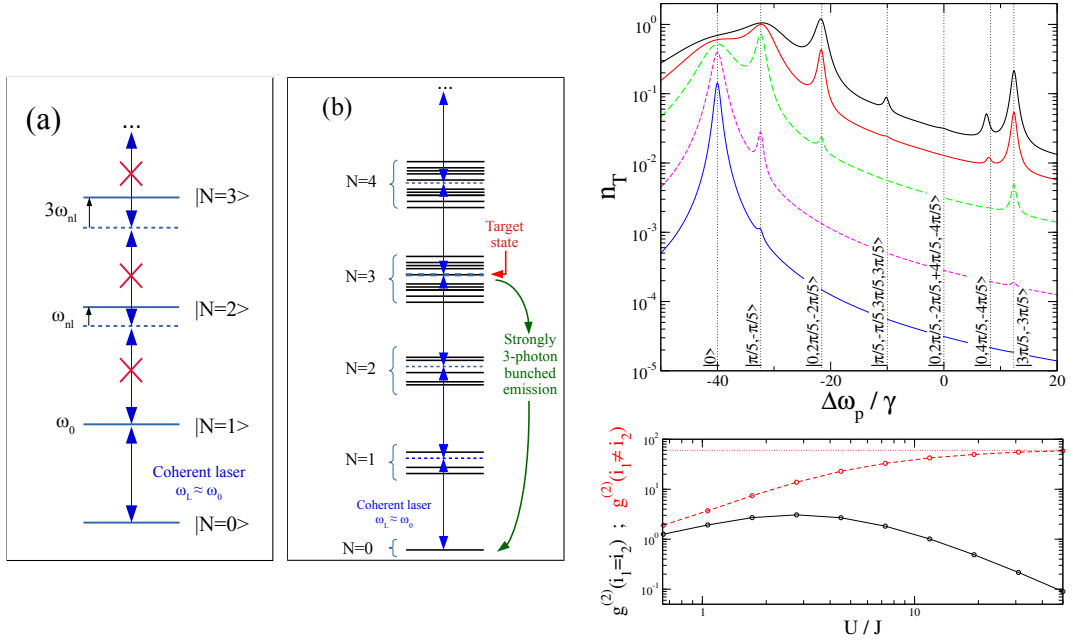 (a)
...
|N=3>
3ω_nl
|N=2>
ω_nl
|N=1>
ω_0
Coherent laser
ω_L ≈ ω_0
|N=0>
(b)
...
N=4
Target
state
N=3
Strongly
3-photon
bunched
emission
N=2
N=1
Coherent laser
ω_L ≈ ω_0
N=0
10^0
10^-1
10^-2
10^-3
10^-4
10^-5
n_T
|0>
|π/5,-π/5>
|0,2π/5,-2π/5>
|π/5,-π/5,3π/5,3π/5>
|0,2π/5,-2π/5,+4π/5,-4π/5>
|0,4π/5,-4π/5>
|3π/5,-3π/5>
-40
-20
0
20
Δω_p / γ
10^2
10^1
10^0
10^-1
g^(2)(i_1=i_2) ; g^(2)(i_1≠i_2)
1
10
U / J